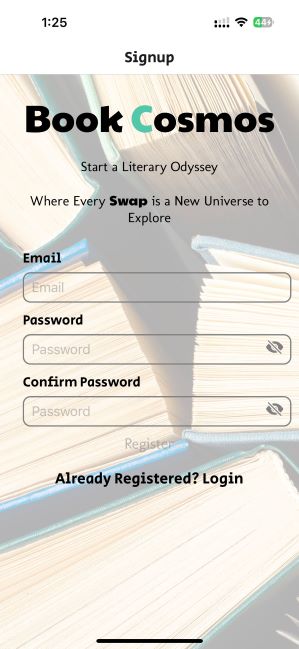 1:25
44
Signup
Book Cosmos
Start a Literary Odyssey
Where Every Swap is a New Universe to
Explore
Email
Email
Password
Password
Confirm Password
Password
Register
Already Registered? Login